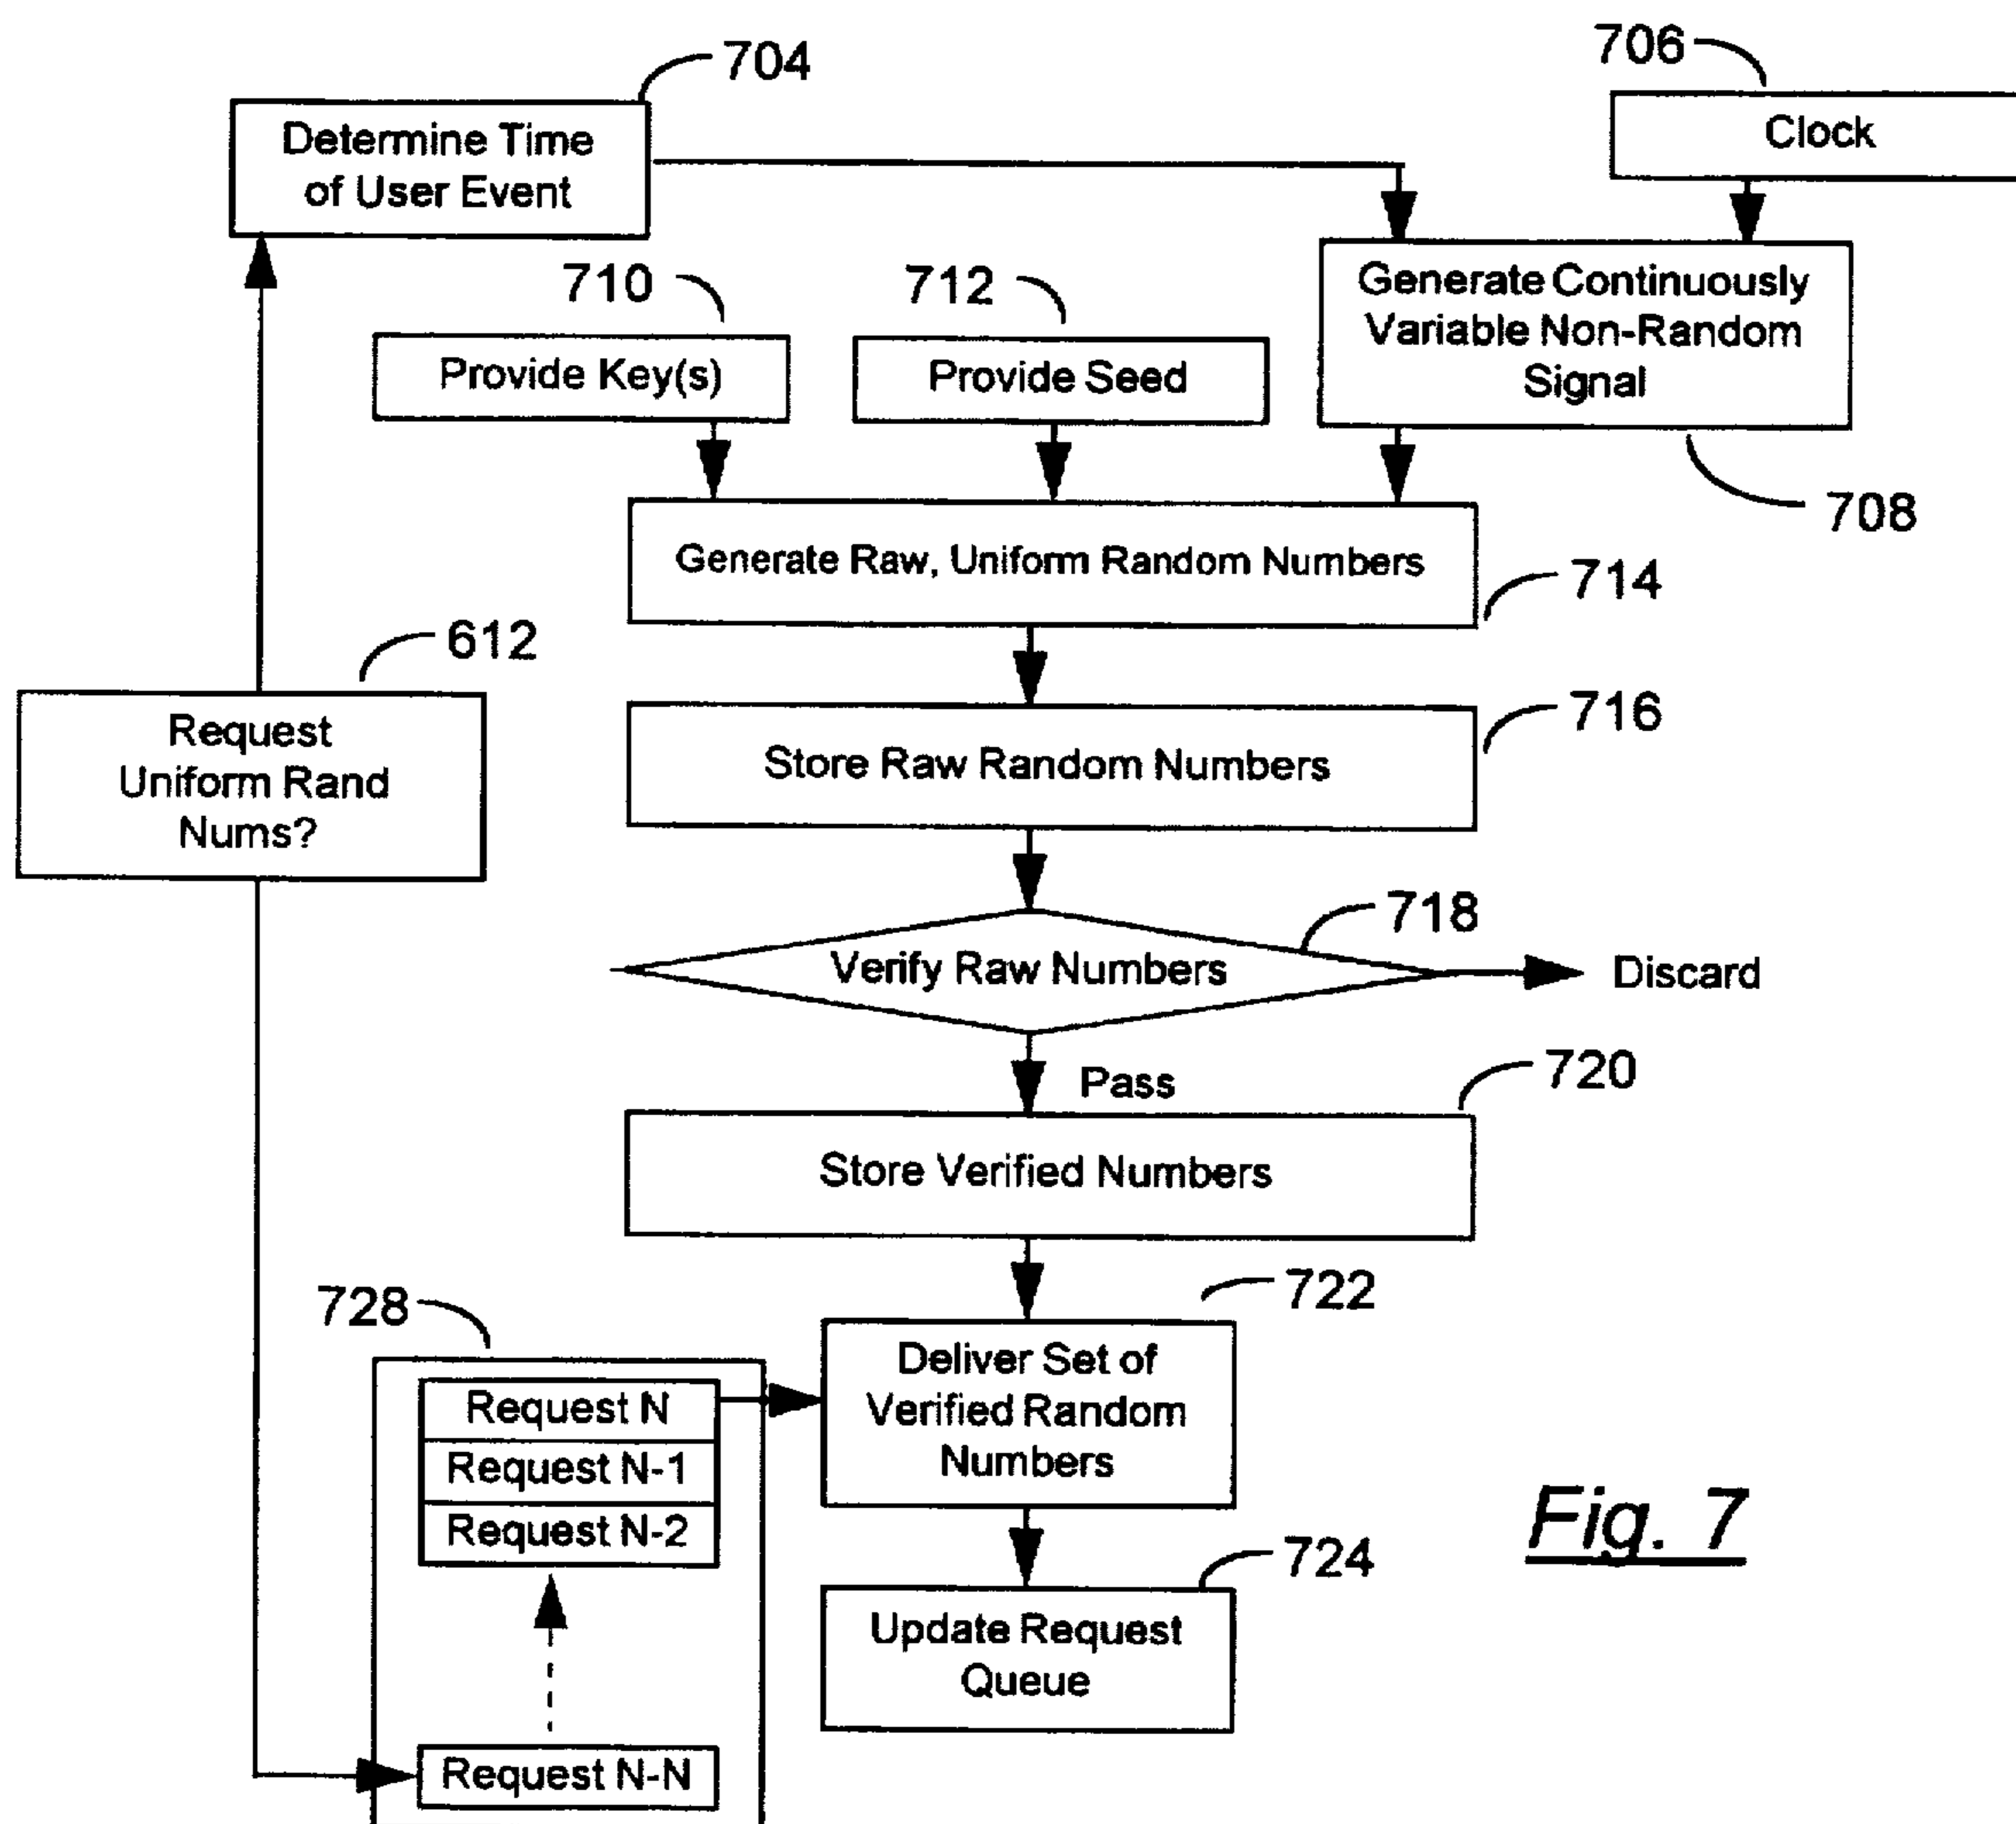 704
706
Determine Time
of User Event
Clock
710
712
Generate Continuously
Variable Non-Random
Signal
Provide Key(s)
Provide Seed
708
Generate Raw, Uniform Random Numbers
714
612
Request
Uniform Rand
Nums?
716
Store Raw Random Numbers
718
Verify Raw Numbers
Discard
Pass
720
Store Verified Numbers
728
722
Request N
Request N-1
Request N-2
Deliver Set of
Verified Random
Numbers
Fig. 7
724
Update Request
Queue
Request N-N